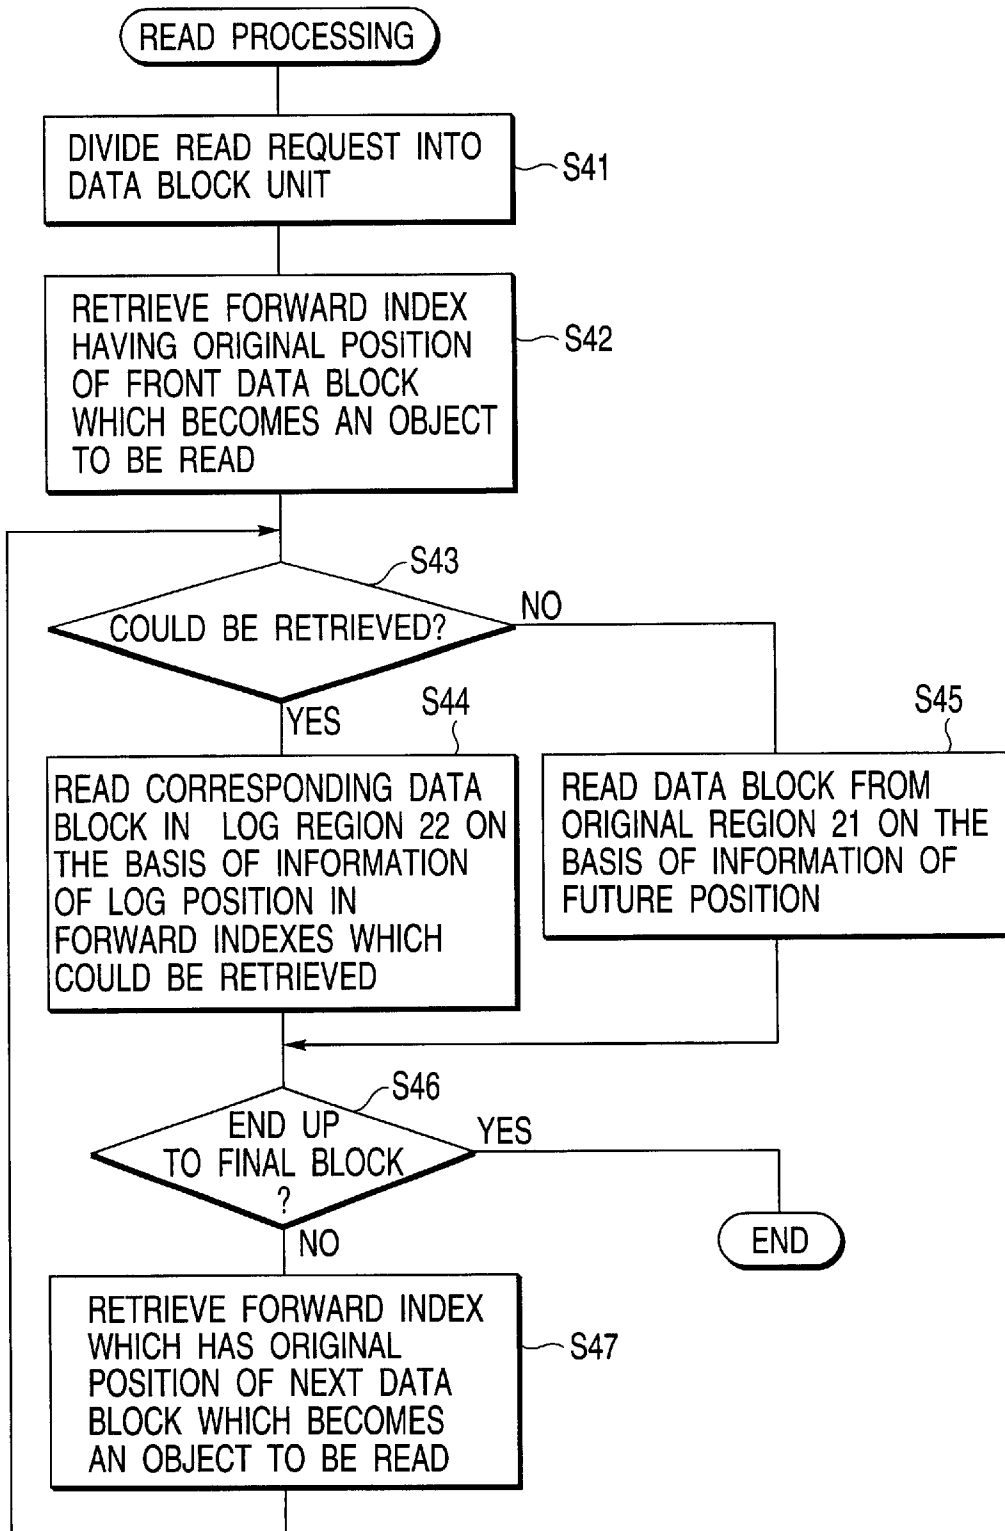 READ PROCESSING
DIVIDE READ REQUEST INTO
DATA BLOCK UNIT
S41
RETRIEVE FORWARD INDEX
HAVING ORIGINAL POSITION
OF FRONT DATA BLOCK
WHICH BECOMES AN OBJECT
TO BE READ
S42
S43
COULD BE RETRIEVED?
NO
YES
S44
READ CORRESPONDING DATA
BLOCK IN LOG REGION 22 ON
THE BASIS OF INFORMATION
OF LOG POSITION IN
FORWARD INDEXES WHICH
COULD BE RETRIEVED
S45
READ DATA BLOCK FROM
ORIGINAL REGION 21 ON THE
BASIS OF INFORMATION OF
FUTURE POSITION
S46
END UP
TO FINAL BLOCK
?
YES
NO
END
RETRIEVE FORWARD INDEX
WHICH HAS ORIGINAL
POSITION OF NEXT DATA
BLOCK WHICH BECOMES
AN OBJECT TO BE READ
S47